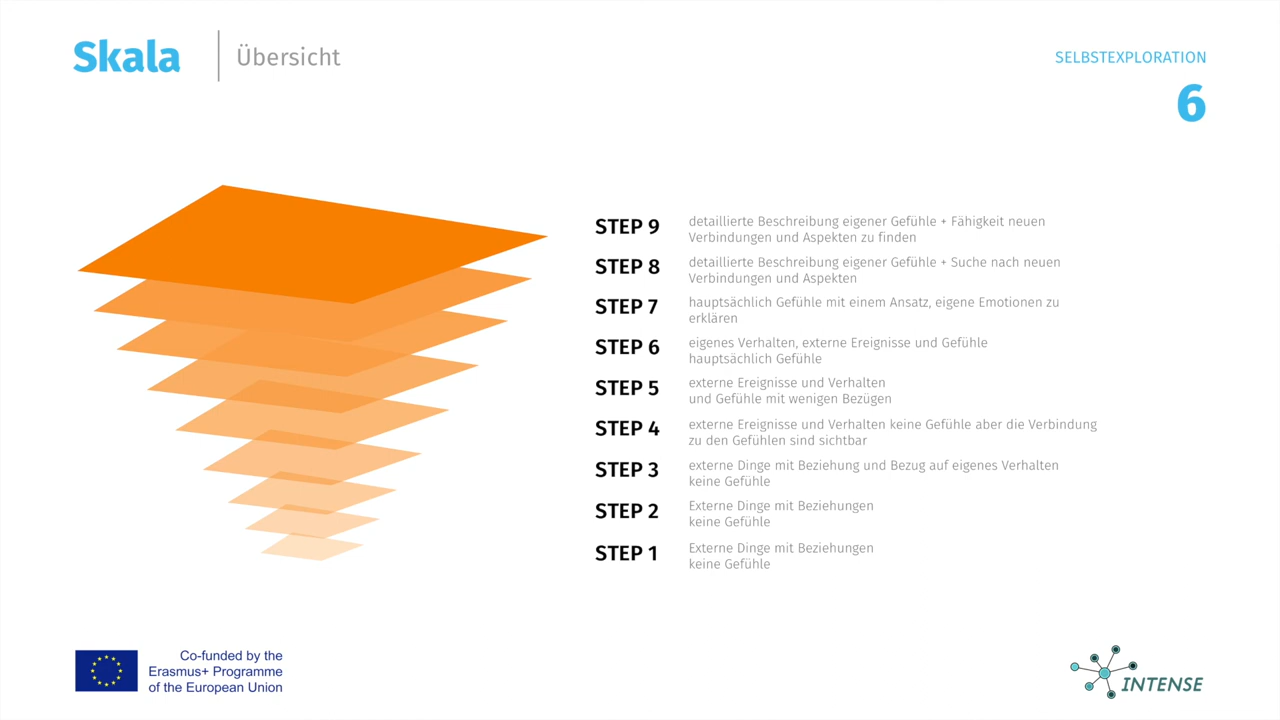 Skala
Übersicht
SELBSTEXPLORATION
6
STEP 9
detaillierte Beschreibung eigener Gefühle + Fähigkeit neuen
Verbindungen und Aspekten zu finden
STEP 8
detaillierte Beschreibung eigener Gefühle + Suche nach neuen
Verbindungen und Aspekten
STEP 7
hauptsächlich Gefühle mit einem Ansatz, eigene Emotionen zu
erklären
STEP 6
eigenes Verhalten, externe Ereignisse und Gefühle
hauptsächlich Gefühle
STEP 5
externe Ereignisse und Verhalten
und Gefühle mit wenigen Bezügen
STEP 4
externe Ereignisse und Verhalten keine Gefühle aber die Verbindung
zu den Gefühlen sind sichtbar
STEP 3
externe Dinge mit Beziehung und Bezug auf eigenes Verhalten
keine Gefühle
STEP 2
Externe Dinge mit Beziehungen
keine Gefühle
STEP 1
Externe Dinge mit Beziehungen
keine Gefühle
Co-funded by the
Erasmus+ Programme
of the European Union
INTENSE